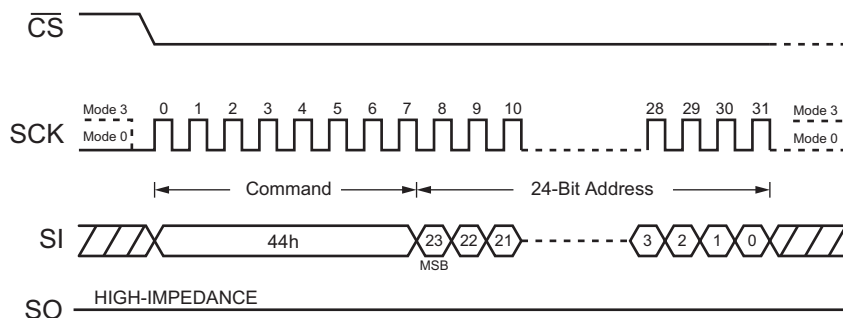 CS
Mode 3 0 1 2 3 4 5 6 7 8 9 10 28 29 30 31 Mode 3
SCK
Mode 0 Mode 0
Command 24-Bit Address
SI 44h 23 22 21 3 2 1 0
MSB
HIGH-IMPEDANCE
SO